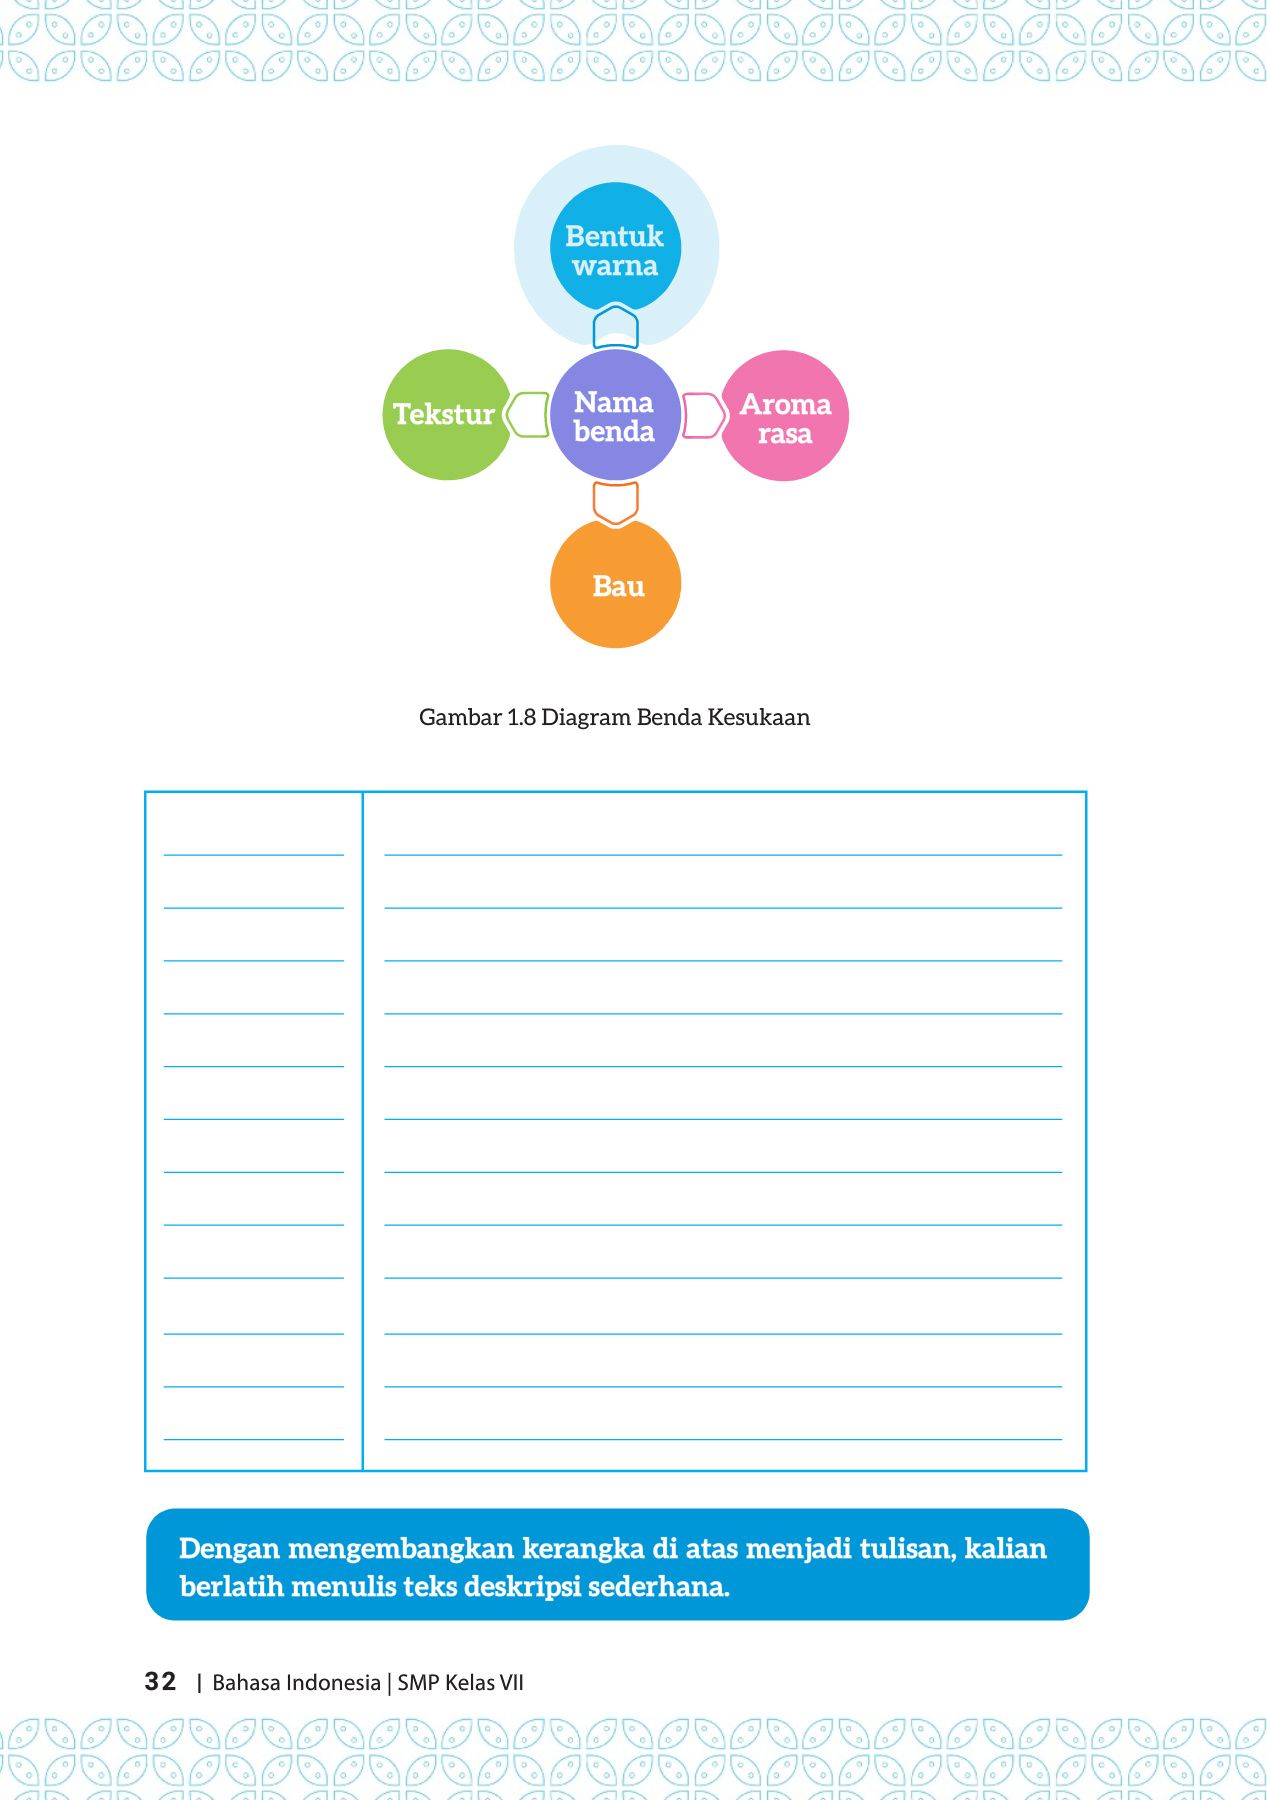 Bentuk
warna
Tekstur
Nama
benda
Aroma
rasa
Bau
Gambar 1.8 Diagram Benda Kesukaan
Dengan mengembangkan kerangka di atas menjadi tulisan, kalian
berlatih menulis teks deskripsi sederhana.
32 | Bahasa Indonesia | SMP Kelas VII